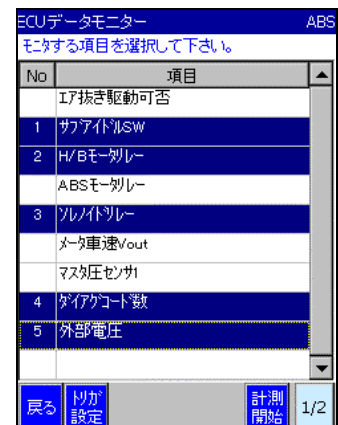 ECUデータモニター ABS
ﾓﾆﾀする項目を選択して下さい。
No 項目
ｴｱ抜き駆動可否
1 ｻﾌﾞｱｲﾄﾞﾙSW
2 H/Bﾓｰﾀﾘﾚｰ
ABSﾓｰﾀﾘﾚｰ
3 ｿﾚﾉｲﾄﾞﾘﾚｰ
ﾒｰﾀ車速Vout
ﾏｽﾀ圧ｾﾝｻ1
4 ﾀﾞｲｱｸﾞｺｰﾄﾞ数
5 外部電圧
戻る ﾄﾘｶﾞ設定 計測開始 1/2